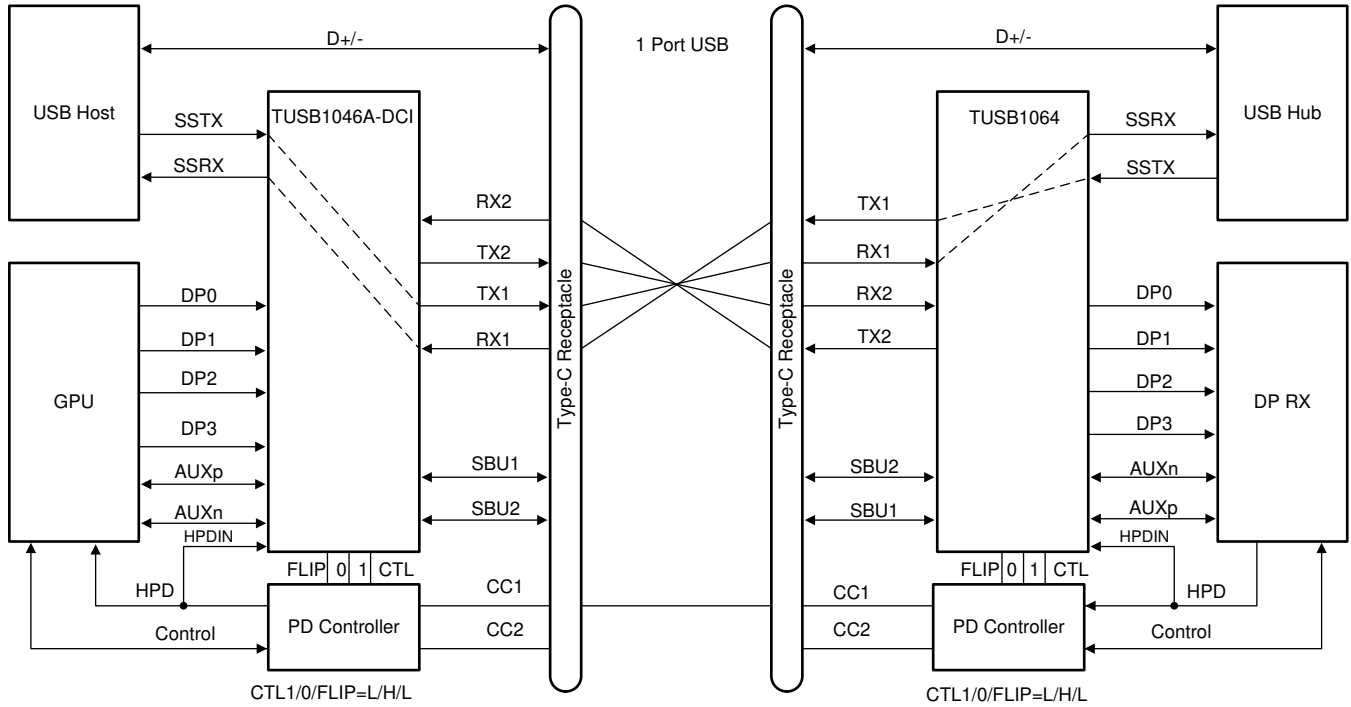 D+/-
1 Port USB
D+/-
USB Host
TUSB1046A-DCI
TUSB1064
USB Hub
SSTX
SSRX
SSRX
SSTX
RX2
TX2
TX1
RX1
Type-C Receptacle
Type-C Receptacle
TX1
RX1
RX2
TX2
GPU
DP0
DP1
DP2
DP3
AUXp
AUXn
HPDIN
SBU1
SBU2
SBU2
SBU1
DP0
DP1
DP2
DP3
AUXn
AUXp
HPDIN
DP RX
FLIP 0 1 CTL
FLIP 0 1 CTL
HPD
Control
PD Controller
CC1
CC2
CC1
CC2
PD Controller
HPD
Control
CTL1/0/FLIP=L/H/L
CTL1/0/FLIP=L/H/L